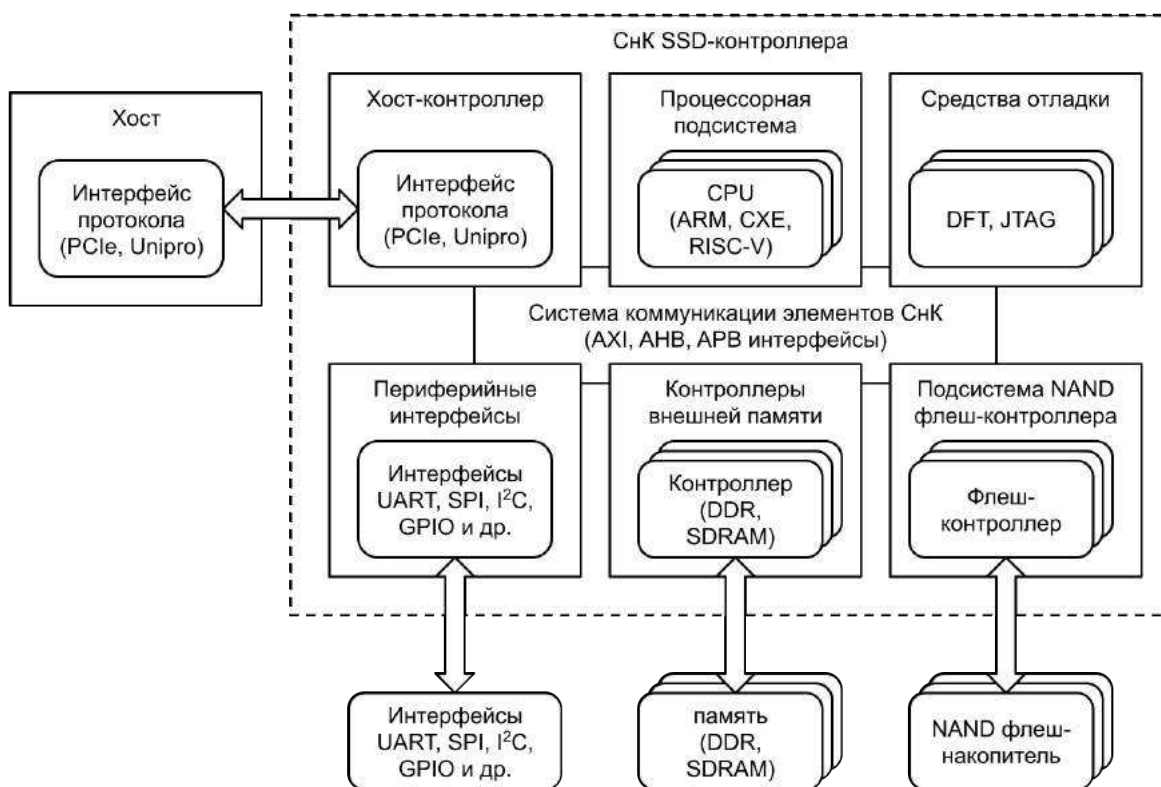 СнК SSD-контроллера
Хост
Интерфейс
протокола
(PCIe, Unipro)
Хост-контроллер
Интерфейс
протокола
(PCIe, Unipro)
Процессорная
подсистема
CPU
(ARM, CXE,
RISC-V)
Средства отладки
DFT, JTAG
Система коммуникации элементов СнК
(AXI, AHB, APB интерфейсы)
Периферийные
интерфейсы
Интерфейсы
UART, SPI, I²C,
GPIO и др.
Контроллеры
внешней памяти
Контроллер
(DDR,
SDRAM)
Подсистема NAND
флеш-контроллера
Флеш-
контроллер
Интерфейсы
UART, SPI, I²C,
GPIO и др.
память
(DDR,
SDRAM)
NAND флеш-
накопитель